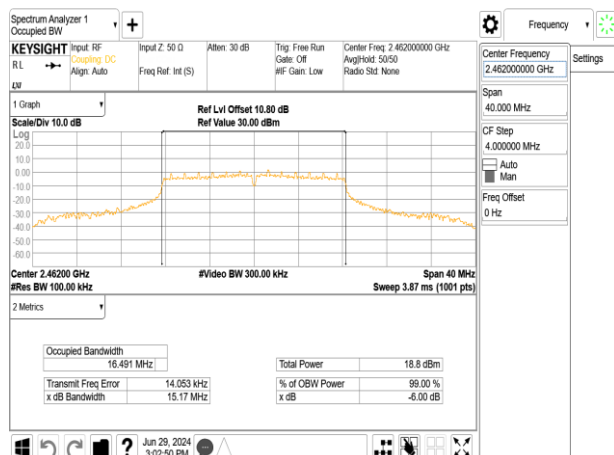 Spectrum Analyzer 1
Occupied BW
Frequency
KEYSIGHT
Input: RF
Input Z: 50 Ω
Atten: 30 dB
Trig: Free Run
Center Freq: 2.462000000 GHz
RL
Coupling: DC
Gate: Off
Avg|Hold: 50/50
Align: Auto
Freq Ref: Int (S)
#IF Gain: Low
Radio Std: None
LXI
Center Frequency
2.462000000 GHz
Settings
Span
40.000 MHz
CF Step
4.000000 MHz
Auto
Man
Freq Offset
0 Hz
1 Graph
Ref Lvl Offset 10.80 dB
Scale/Div 10.0 dB
Ref Value 30.00 dBm
Log
20.0
10.0
0.00
-10.0
-20.0
-30.0
-40.0
-50.0
-60.0
Center 2.46200 GHz
#Video BW 300.00 kHz
Span 40 MHz
#Res BW 100.00 kHz
Sweep 3.87 ms (1001 pts)
2 Metrics
Occupied Bandwidth
16.491 MHz
Total Power 18.8 dBm
Transmit Freq Error 14.053 kHz
% of OBW Power 99.00 %
x dB Bandwidth 15.17 MHz
x dB -6.00 dB
?
Jun 29, 2024
3:02:50 PM